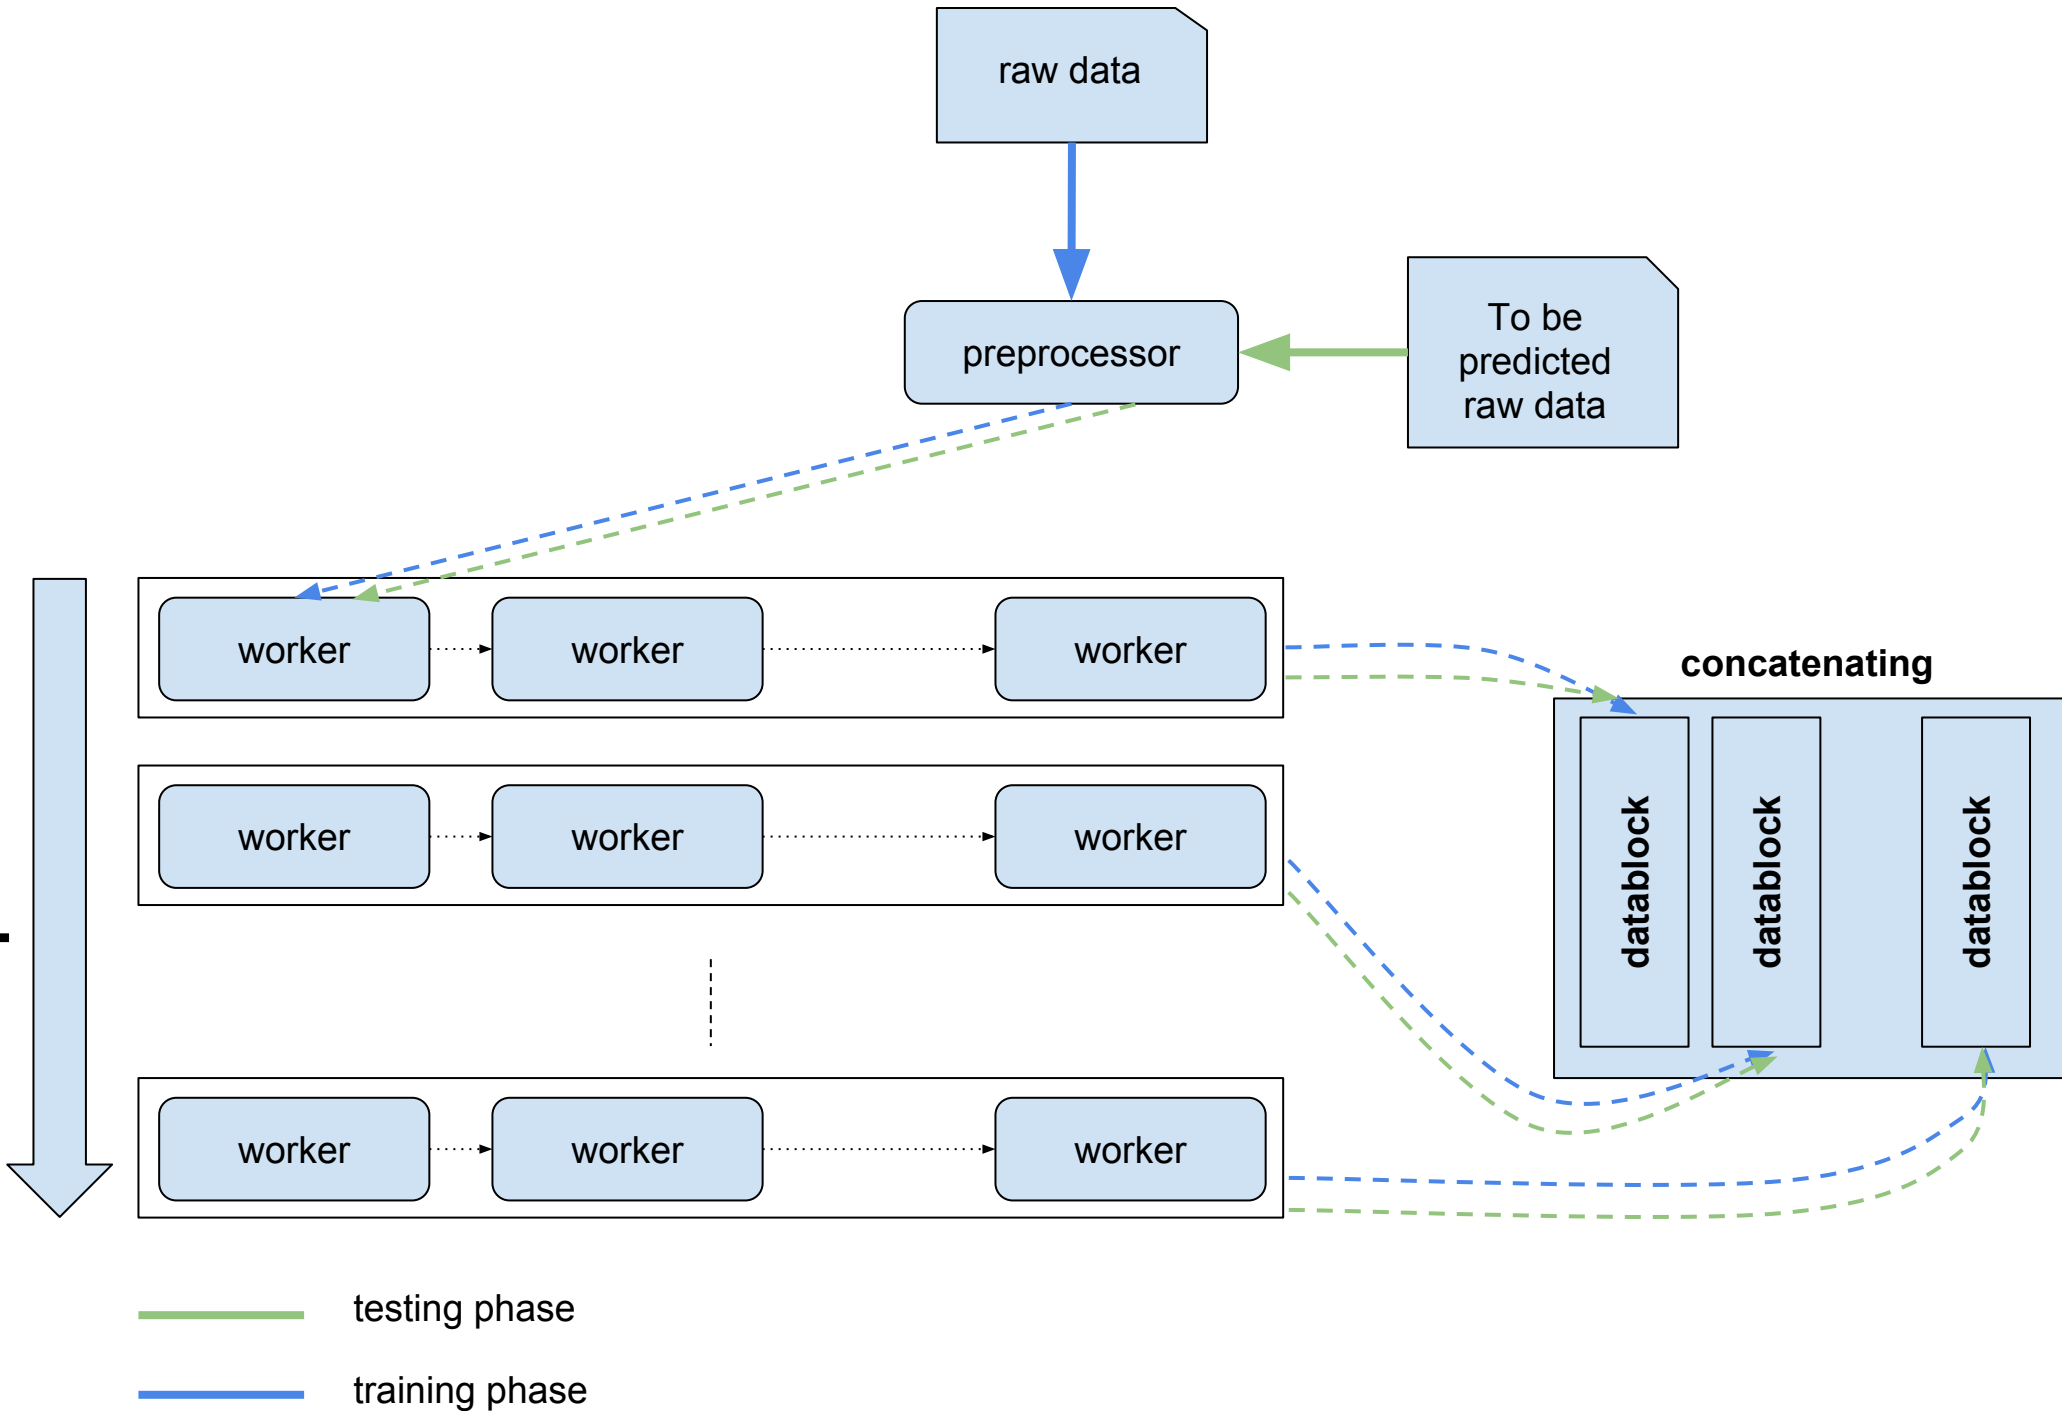 raw data
To be
predicted
raw data
preprocessor
worker
worker
worker
concatenating
worker
worker
worker
datablock
datablock
datablock
worker
worker
worker
testing phase
training phase